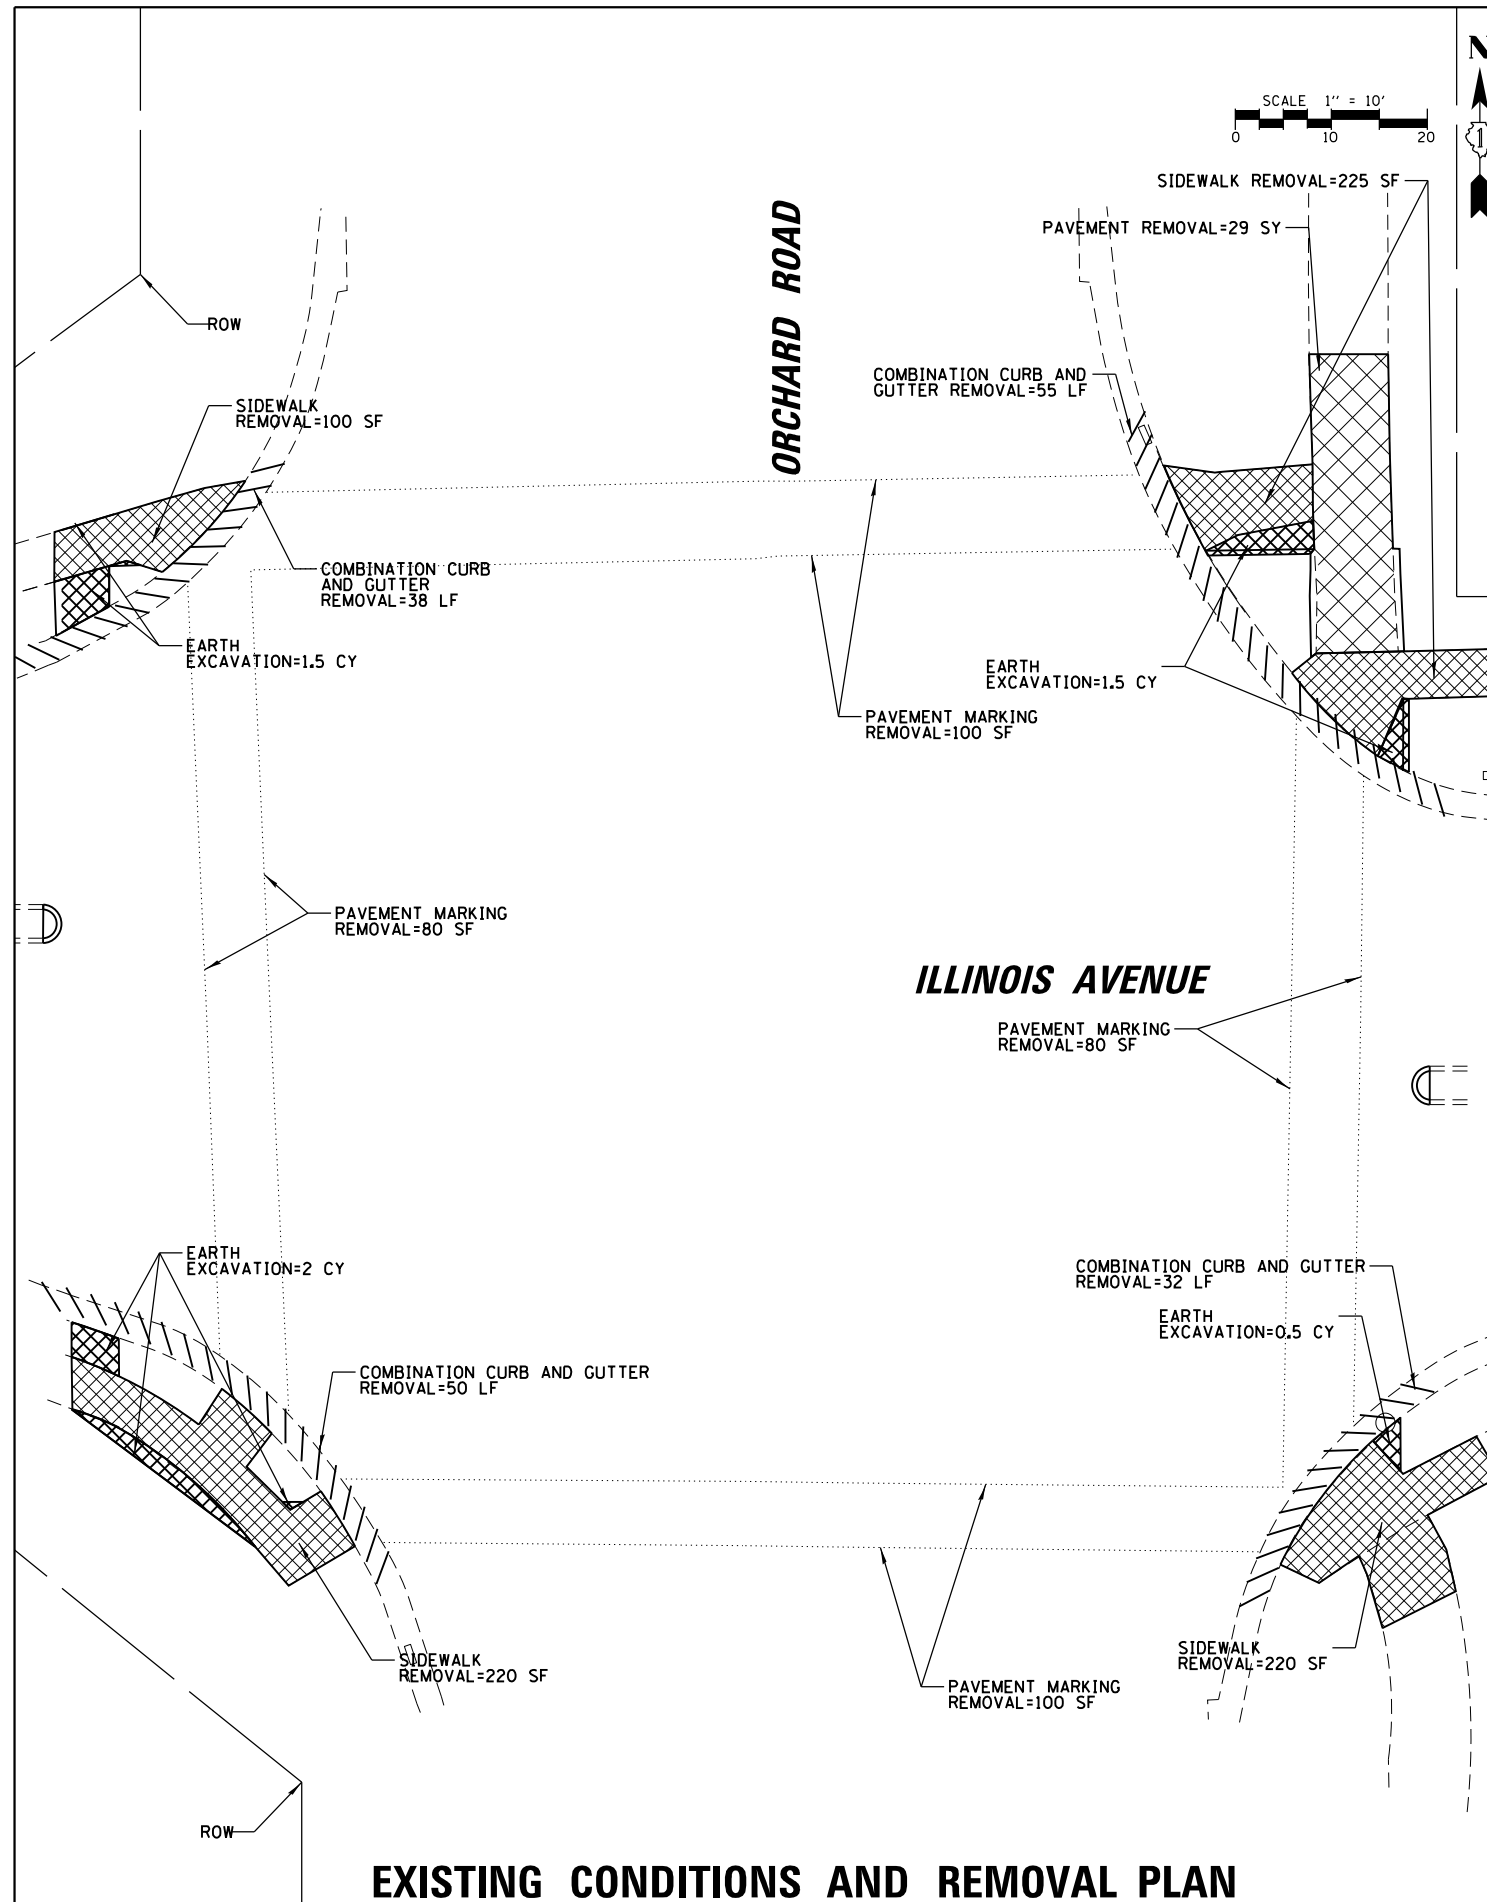 N
SCALE 1'' = 10'
0 10 20
1
SIDEWALK REMOVAL=225 SF
PAVEMENT REMOVAL=29 SY
ORCHARD ROAD
ROW
COMBINATION CURB AND
GUTTER REMOVAL=55 LF
SIDEWALK
REMOVAL=100 SF
COMBINATION CURB
AND GUTTER
REMOVAL=38 LF
EARTH
EXCAVATION=1.5 CY
EARTH
EXCAVATION=1.5 CY
PAVEMENT MARKING
REMOVAL=100 SF
PAVEMENT MARKING
REMOVAL=80 SF
ILLINOIS AVENUE
PAVEMENT MARKING
REMOVAL=80 SF
EARTH
EXCAVATION=2 CY
COMBINATION CURB AND GUTTER
REMOVAL=32 LF
EARTH
EXCAVATION=0.5 CY
COMBINATION CURB AND GUTTER
REMOVAL=50 LF
SIDEWALK
REMOVAL=220 SF
SIDEWALK
REMOVAL=220 SF
PAVEMENT MARKING
REMOVAL=100 SF
ROW
EXISTING CONDITIONS AND REMOVAL PLAN